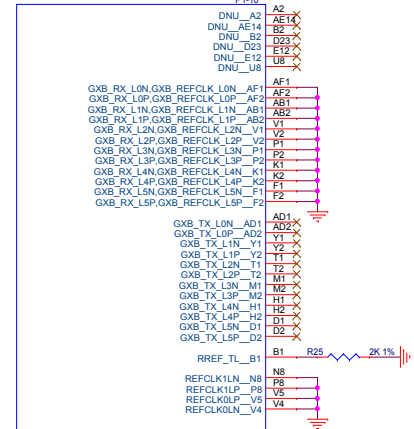 DNU__A2 A2
DNU__AE14 AE14
DNU__B2 B2
DNU__D23 D23
DNU__E12 E12
DNU__U8 U8
GXB_RX_L0N,GXB_REFCLK_L0N__AF1 AF1
GXB_RX_L0P,GXB_REFCLK_L0P__AF2 AF2
GXB_RX_L1N,GXB_REFCLK_L1N__AB1 AB1
GXB_RX_L1P,GXB_REFCLK_L1P__AB2 AB2
GXB_RX_L2N,GXB_REFCLK_L2N__V1 V1
GXB_RX_L2P,GXB_REFCLK_L2P__V2 V2
GXB_RX_L3N,GXB_REFCLK_L3N__P1 P1
GXB_RX_L3P,GXB_REFCLK_L3P__P2 P2
GXB_RX_L4N,GXB_REFCLK_L4N__K1 K1
GXB_RX_L4P,GXB_REFCLK_L4P__K2 K2
GXB_RX_L5N,GXB_REFCLK_L5N__F1 F1
GXB_RX_L5P,GXB_REFCLK_L5P__F2 F2
GXB_TX_L0N__AD1 AD1
GXB_TX_L0P__AD2 AD2
GXB_TX_L1N__Y1 Y1
GXB_TX_L1P__Y2 Y2
GXB_TX_L2N__T1 T1
GXB_TX_L2P__T2 T2
GXB_TX_L3N__M1 M1
GXB_TX_L3P__M2 M2
GXB_TX_L4N__H1 H1
GXB_TX_L4P__H2 H2
GXB_TX_L5N__D1 D1
GXB_TX_L5P__D2 D2
RREF_TL__B1 B1 R25 2K 1%
REFCLK1LN__N8 N8
REFCLK1LP__P8 P8
REFCLK0LP__V5 V5
REFCLK0LN__V4 V4